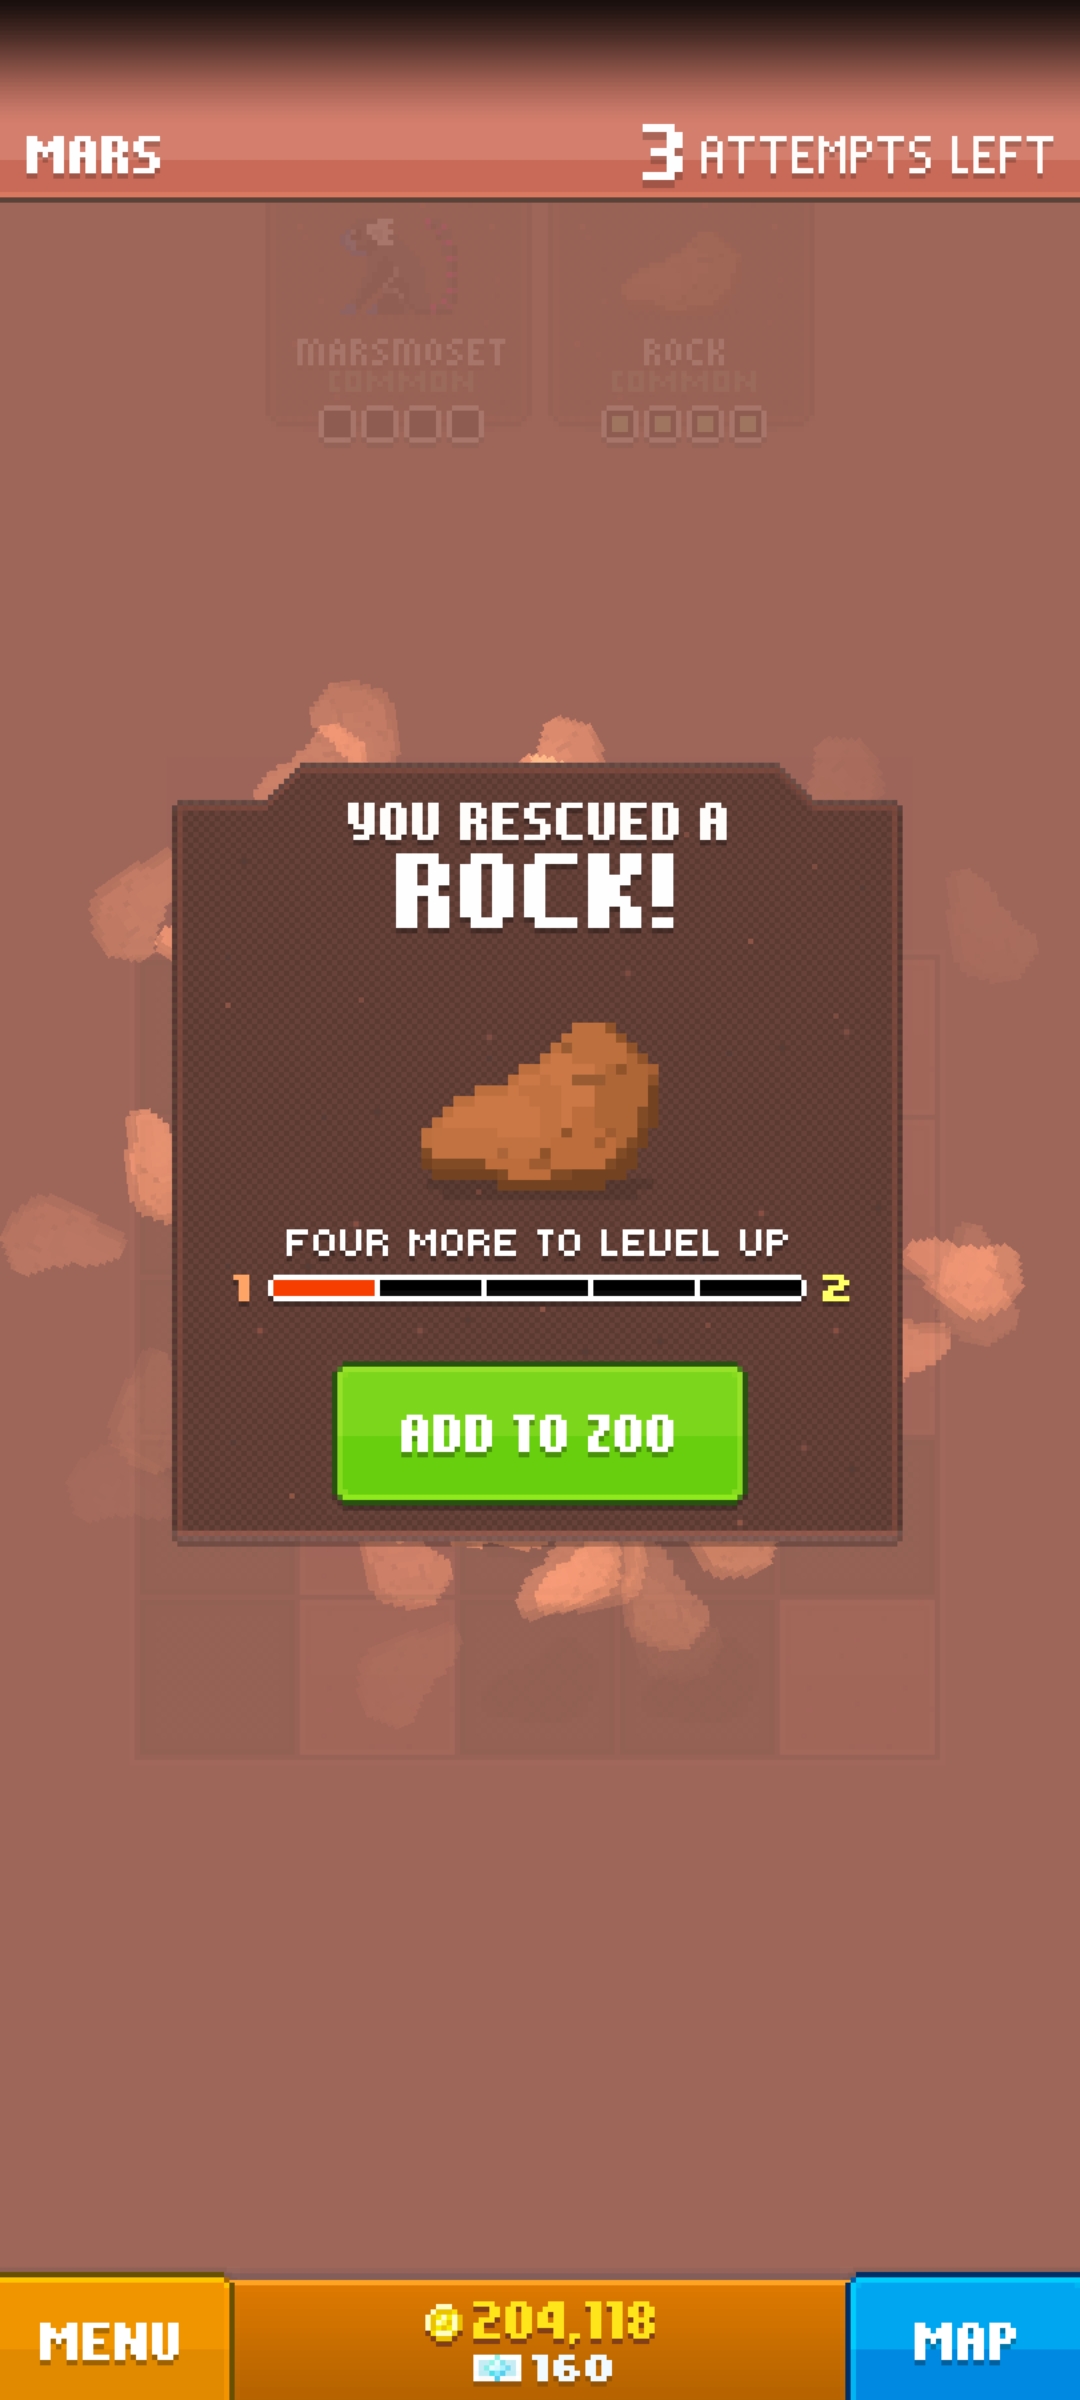 MARS
3 ATTEMPTS LEFT
MARSMOSET
COMMON
ROCK
COMMON
YOU RESCUED A
ROCK!
FOUR MORE TO LEVEL UP
1
2
ADD TO ZOO
MENU
204,118
160
MAP